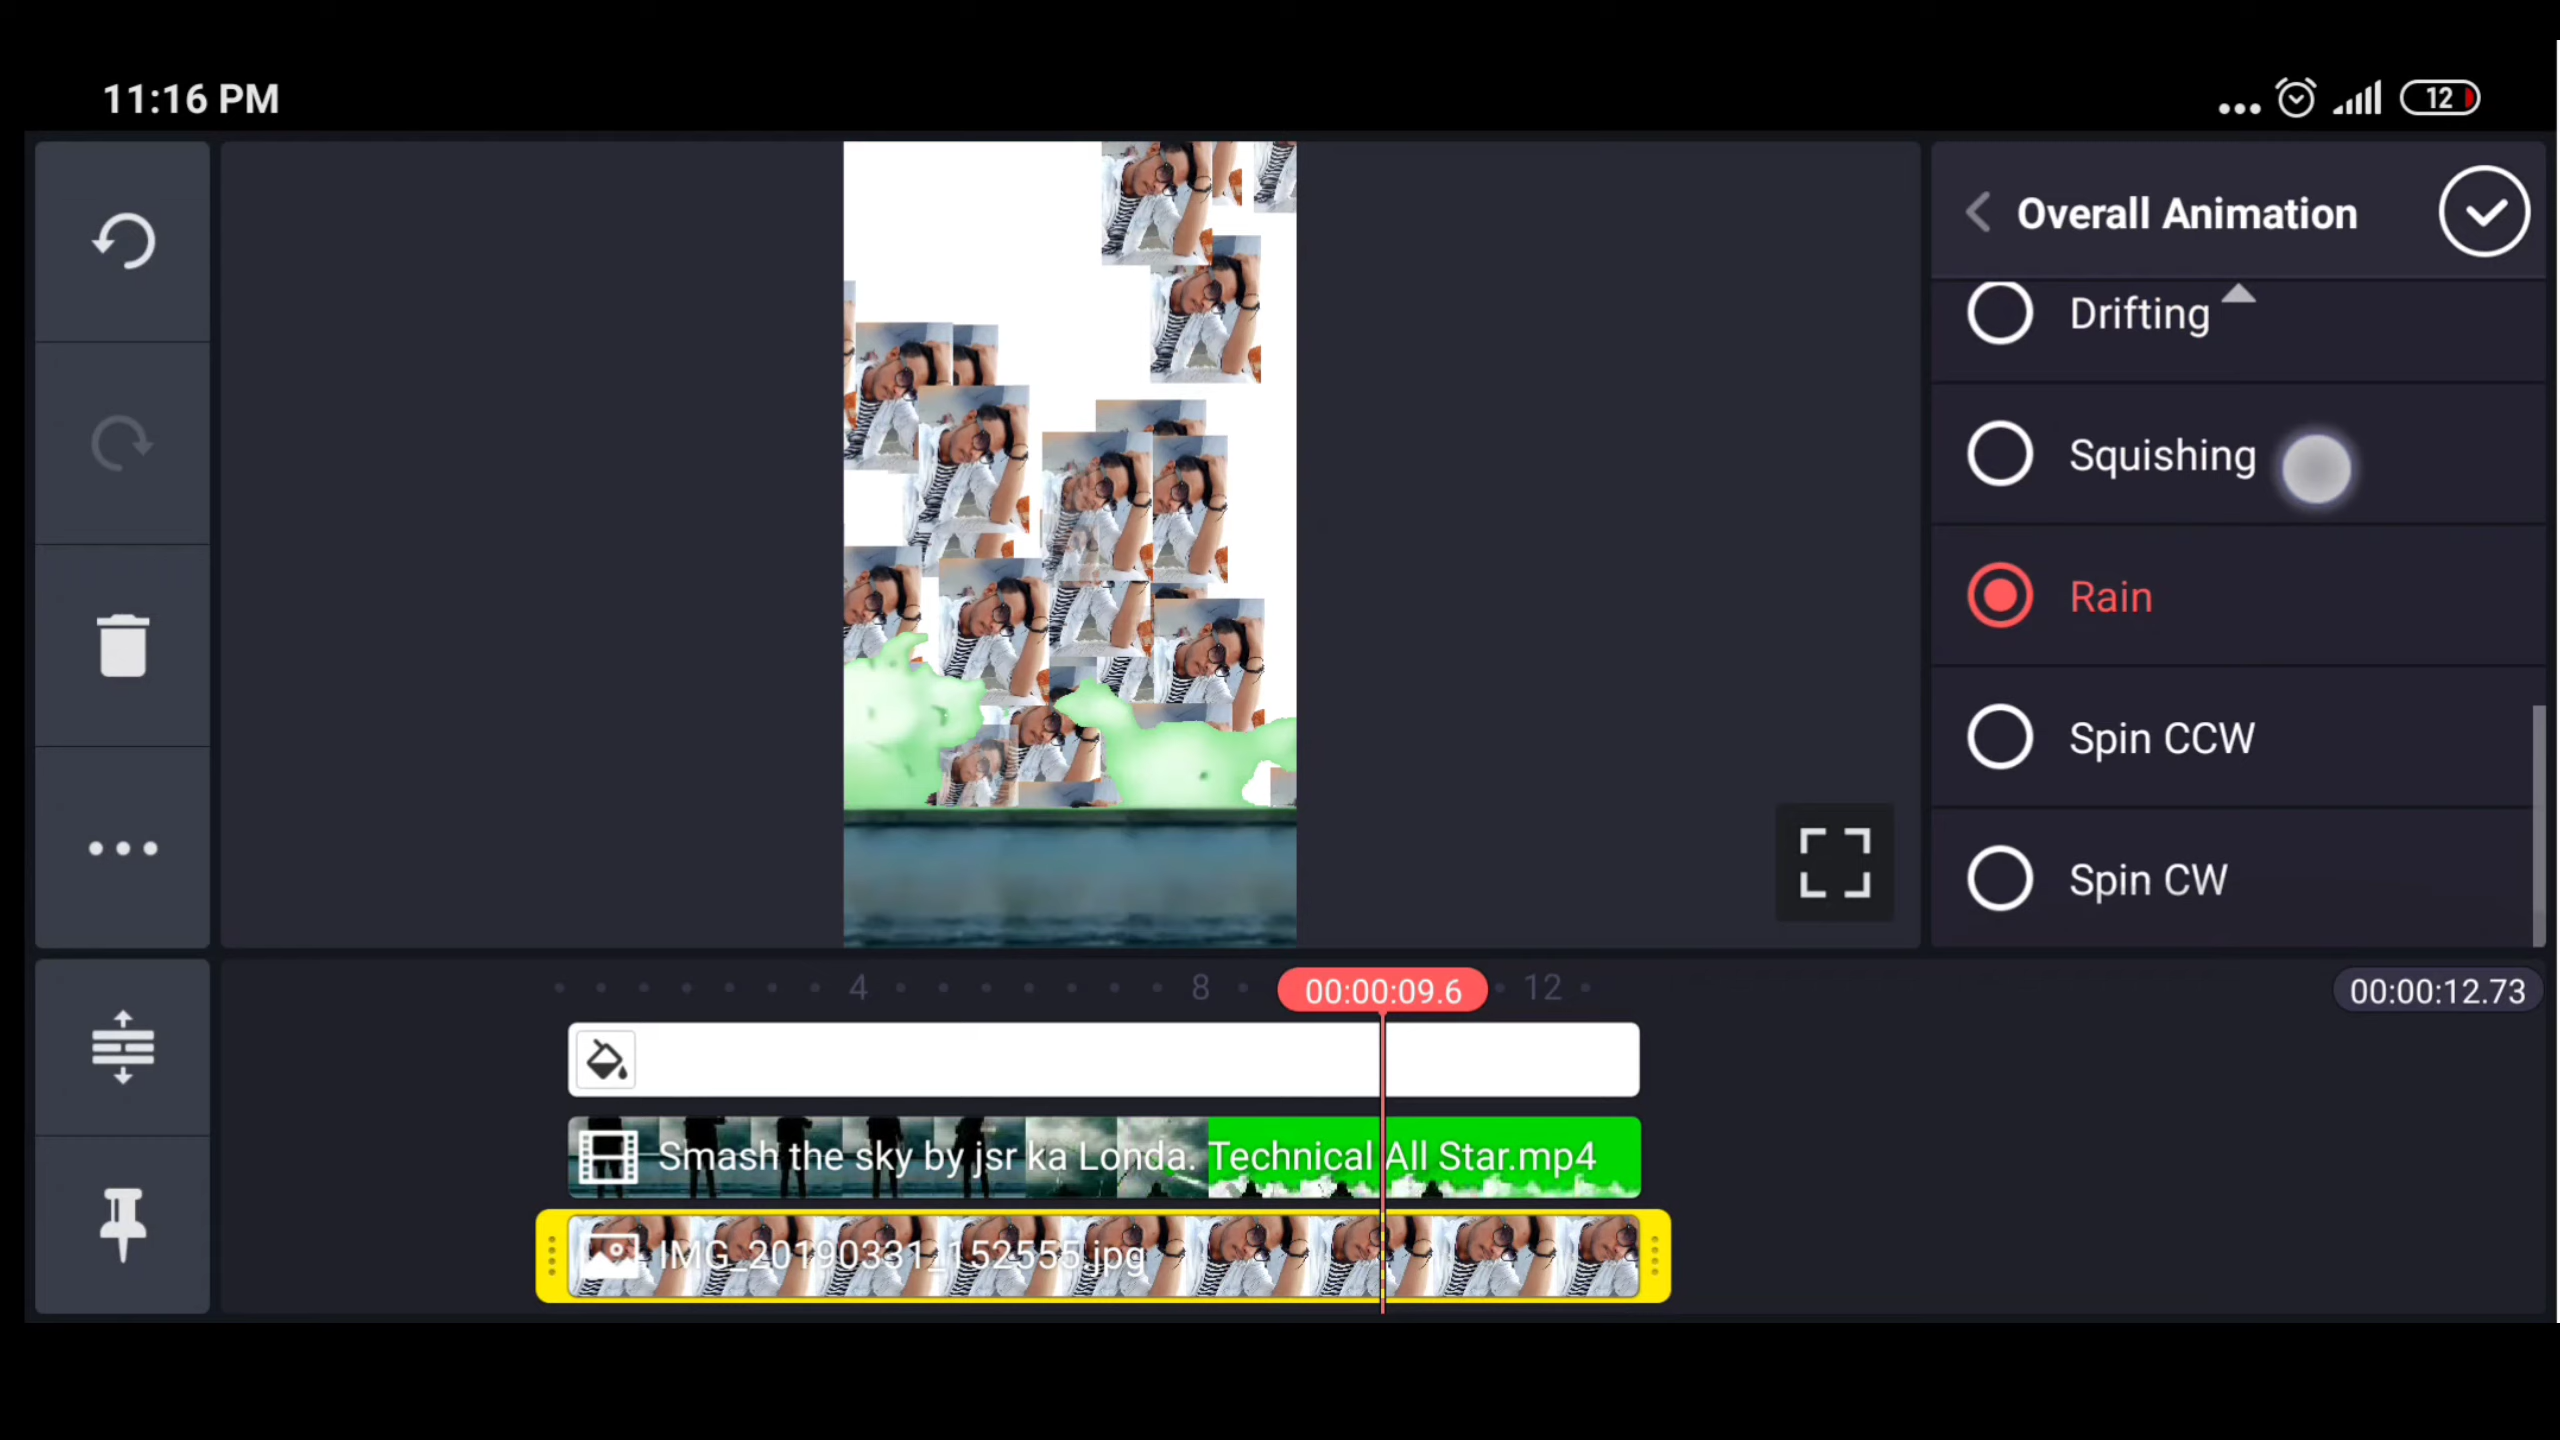 11:16 PM
12
Overall Animation
Drifting
Squishing
Rain
Spin CCW
Spin CW
4
8
00:00:09.6
12
00:00:12.73
Smash the sky by jsr ka Londa. Technical All Star.mp4
IMG_20190331_152555.jpg